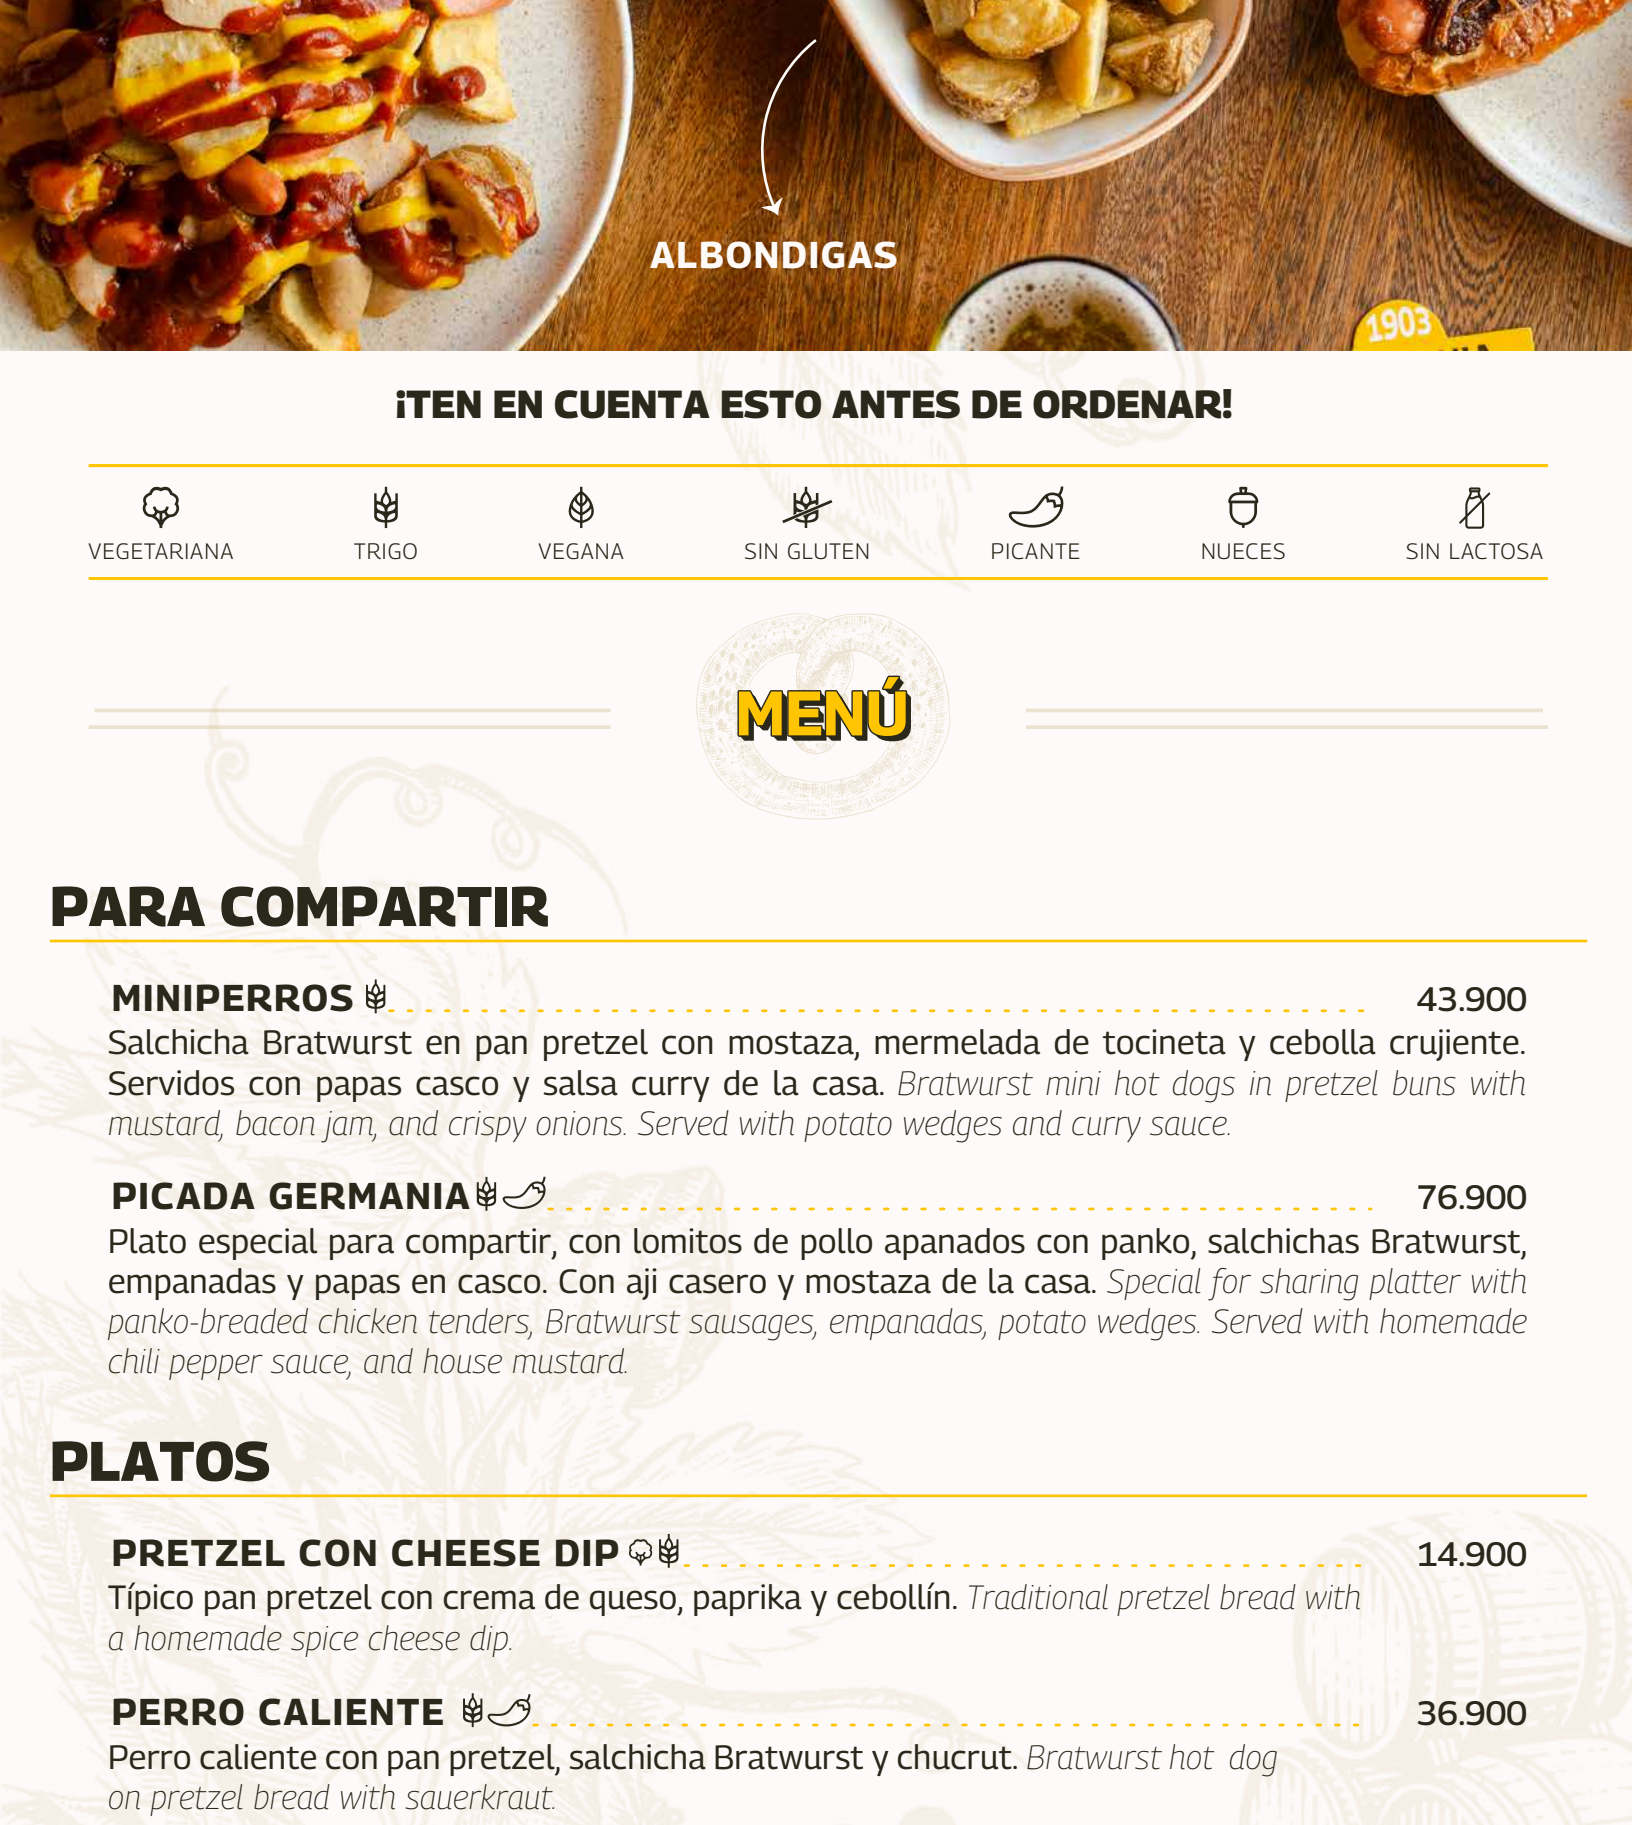 ALBONDIGAS
1903
¡TEN EN CUENTA ESTO ANTES DE ORDENAR!
VEGETARIANA TRIGO VEGANA SIN GLUTEN PICANTE NUECES SIN LACTOSA
MENÚ
PARA COMPARTIR
MINIPERROS 43.900
Salchicha Bratwurst en pan pretzel con mostaza, mermelada de tocineta y cebolla crujiente.
Servidos con papas casco y salsa curry de la casa. Bratwurst mini hot dogs in pretzel buns with
mustard, bacon jam, and crispy onions. Served with potato wedges and curry sauce.
PICADA GERMANIA 76.900
Plato especial para compartir, con lomitos de pollo apanados con panko, salchichas Bratwurst,
empanadas y papas en casco. Con aji casero y mostaza de la casa. Special for sharing platter with
panko-breaded chicken tenders, Bratwurst sausages, empanadas, potato wedges. Served with homemade
chili pepper sauce, and house mustard.
PLATOS
PRETZEL CON CHEESE DIP 14.900
Típico pan pretzel con crema de queso, paprika y cebollín. Traditional pretzel bread with
a homemade spice cheese dip.
PERRO CALIENTE 36.900
Perro caliente con pan pretzel, salchicha Bratwurst y chucrut. Bratwurst hot dog
on pretzel bread with sauerkraut.